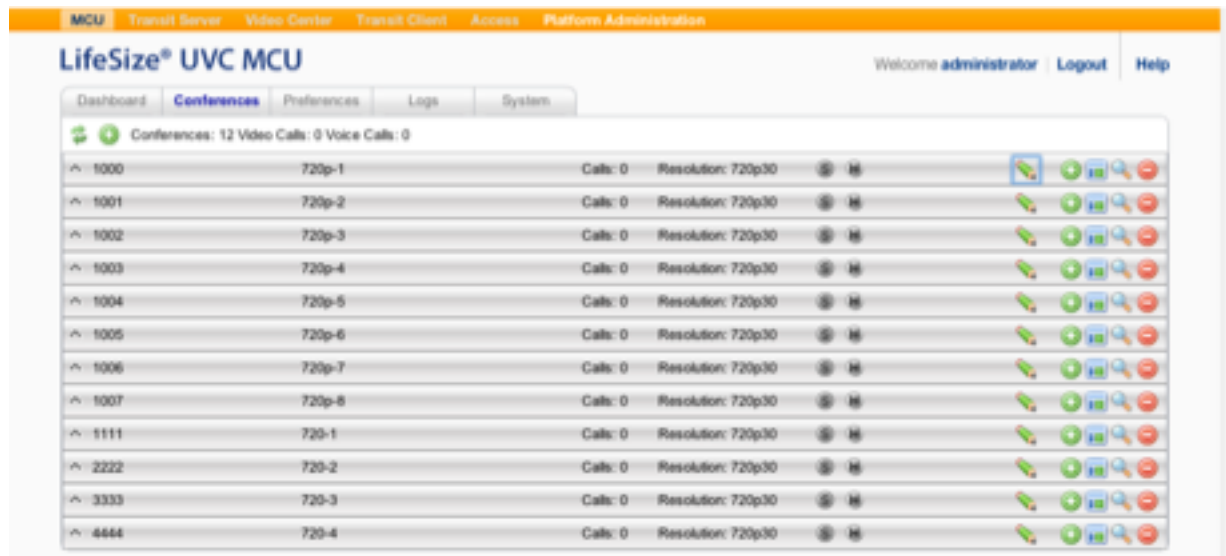 MCU Transit Server Video Center Transit Client Access Platform Administration
LifeSize® UVC MCU
Welcome administrator Logout Help
Dashboard Conferences Preferences Logs System
Conferences: 12 Video Calls: 0 Voice Calls: 0
1000 720p-1 Calls: 0 Resolution: 720p30
1001 720p-2 Calls: 0 Resolution: 720p30
1002 720p-3 Calls: 0 Resolution: 720p30
1003 720p-4 Calls: 0 Resolution: 720p30
1004 720p-5 Calls: 0 Resolution: 720p30
1005 720p-6 Calls: 0 Resolution: 720p30
1006 720p-7 Calls: 0 Resolution: 720p30
1007 720p-8 Calls: 0 Resolution: 720p30
1111 720-1 Calls: 0 Resolution: 720p30
2222 720-2 Calls: 0 Resolution: 720p30
3333 720-3 Calls: 0 Resolution: 720p30
4444 720-4 Calls: 0 Resolution: 720p30